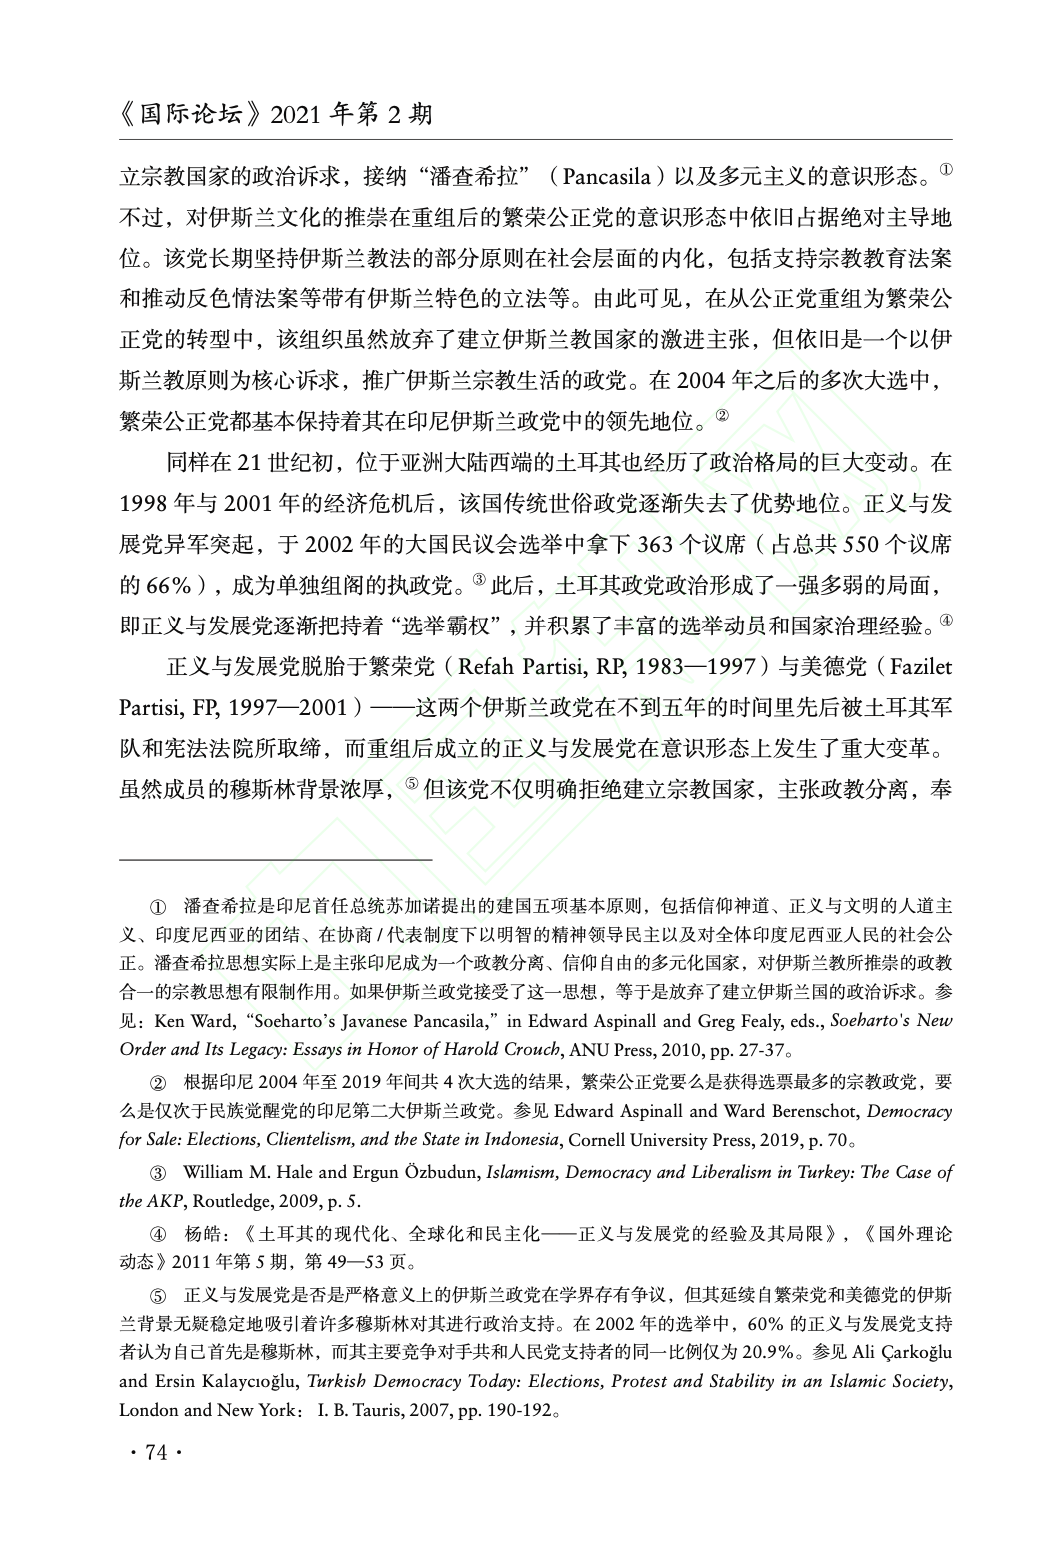 《国际论坛》2021 年第 2 期
立宗教国家的政治诉求，接纳“潘查希拉”（Pancasila）以及多元主义的意识形态。①
不过，对伊斯兰文化的推崇在重组后的繁荣公正党的意识形态中依旧占据绝对主导地
位。该党长期坚持伊斯兰教法的部分原则在社会层面的内化，包括支持宗教教育法案
和推动反色情法案等带有伊斯兰特色的立法等。由此可见，在从公正党重组为繁荣公
正党的转型中，该组织虽然放弃了建立伊斯兰教国家的激进主张，但依旧是一个以伊
斯兰教原则为核心诉求，推广伊斯兰宗教生活的政党。在 2004 年之后的多次大选中，
繁荣公正党都基本保持着其在印尼伊斯兰政党中的领先地位。②
同样在 21 世纪初，位于亚洲大陆西端的土耳其也经历了政治格局的巨大变动。在
1998 年与 2001 年的经济危机后，该国传统世俗政党逐渐失去了优势地位。正义与发
展党异军突起，于 2002 年的大国民议会选举中拿下 363 个议席（占总共 550 个议席
的 66%），成为单独组阁的执政党。③ 此后，土耳其政党政治形成了一强多弱的局面，
即正义与发展党逐渐把持着“选举霸权”，并积累了丰富的选举动员和国家治理经验。④
正义与发展党脱胎于繁荣党（Refah Partisi, RP, 1983—1997）与美德党（Fazilet
Partisi, FP, 1997—2001）——这两个伊斯兰政党在不到五年的时间里先后被土耳其军
队和宪法法院所取缔，而重组后成立的正义与发展党在意识形态上发生了重大变革。
虽然成员的穆斯林背景浓厚，⑤ 但该党不仅明确拒绝建立宗教国家，主张政教分离，奉
① 潘查希拉是印尼首任总统苏加诺提出的建国五项基本原则，包括信仰神道、正义与文明的人道主
义、印度尼西亚的团结、在协商 / 代表制度下以明智的精神领导民主以及对全体印度尼西亚人民的社会公
正。潘查希拉思想实际上是主张印尼成为一个政教分离、信仰自由的多元化国家，对伊斯兰教所推崇的政教
合一的宗教思想有限制作用。如果伊斯兰政党接受了这一思想，等于是放弃了建立伊斯兰国的政治诉求。参
见：Ken Ward, “Soeharto’s Javanese Pancasila,” in Edward Aspinall and Greg Fealy, eds., Soeharto's New
Order and Its Legacy: Essays in Honor of Harold Crouch, ANU Press, 2010, pp. 27-37。
② 根据印尼 2004 年至 2019 年间共 4 次大选的结果，繁荣公正党要么是获得选票最多的宗教政党，要
么是仅次于民族觉醒党的印尼第二大伊斯兰政党。参见 Edward Aspinall and Ward Berenschot, Democracy
for Sale: Elections, Clientelism, and the State in Indonesia, Cornell University Press, 2019, p. 70。
③ William M. Hale and Ergun Özbudun, Islamism, Democracy and Liberalism in Turkey: The Case of
the AKP, Routledge, 2009, p. 5.
④ 杨皓：《土耳其的现代化、全球化和民主化——正义与发展党的经验及其局限》，《国外理论
动态》2011 年第 5 期，第 49—53 页。
⑤ 正义与发展党是否是严格意义上的伊斯兰政党在学界存有争议，但其延续自繁荣党和美德党的伊斯
兰背景无疑稳定地吸引着许多穆斯林对其进行政治支持。在 2002 年的选举中，60% 的正义与发展党支持
者认为自己首先是穆斯林，而其主要竞争对手共和人民党支持者的同一比例仅为 20.9%。参见 Ali Çarkoğlu
and Ersin Kalaycıoğlu, Turkish Democracy Today: Elections, Protest and Stability in an Islamic Society,
London and New York： I. B. Tauris, 2007, pp. 190-192。
· 74 ·